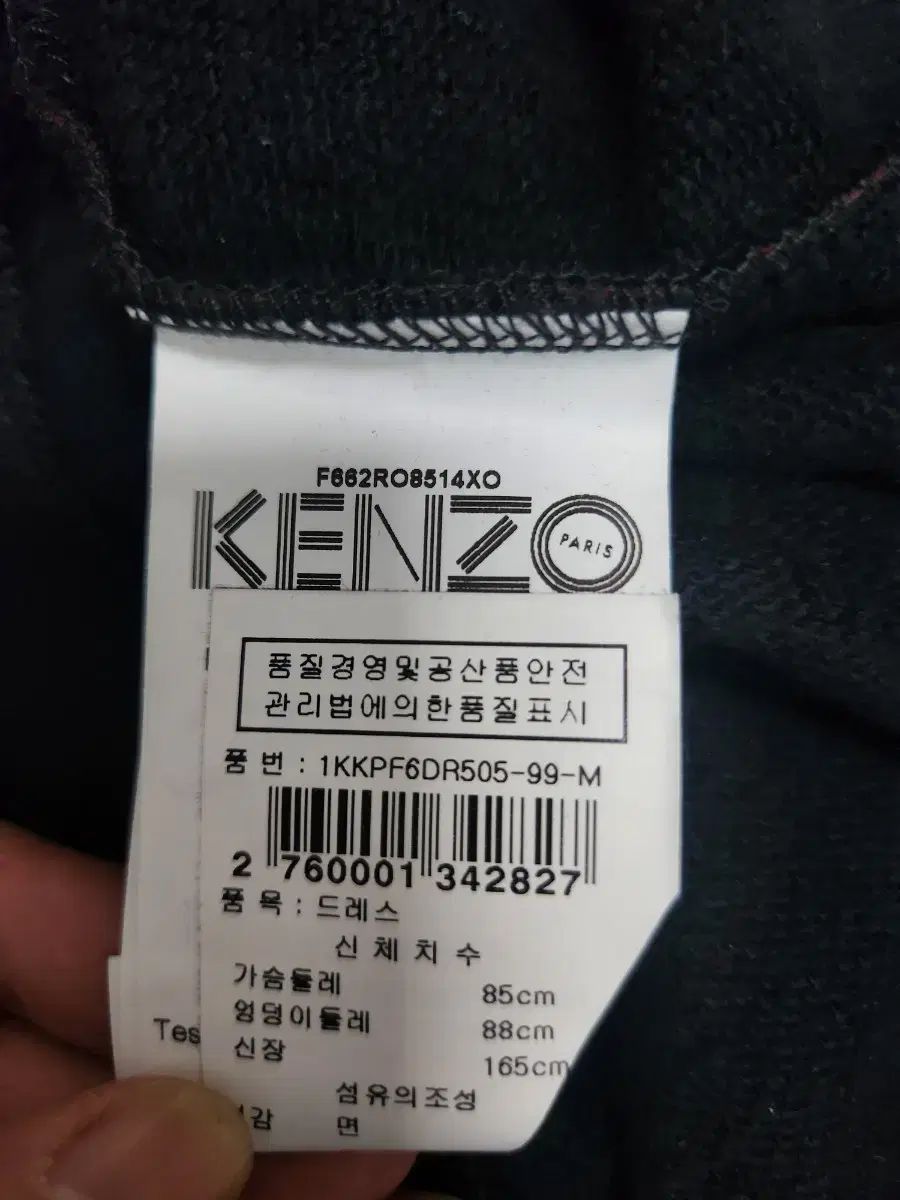 F662RO8514XO
KENZO
PARIS
품질경영및공산품안전
관리법에의한품질표시
품 번 : 1KKPF6DR505-99-M
2 760001 342827
품 목 : 드레스
신 체 치 수
가슴둘레 85cm
엉덩이둘레 88cm
신장 165cm
Tes
섬유의조성
감 면